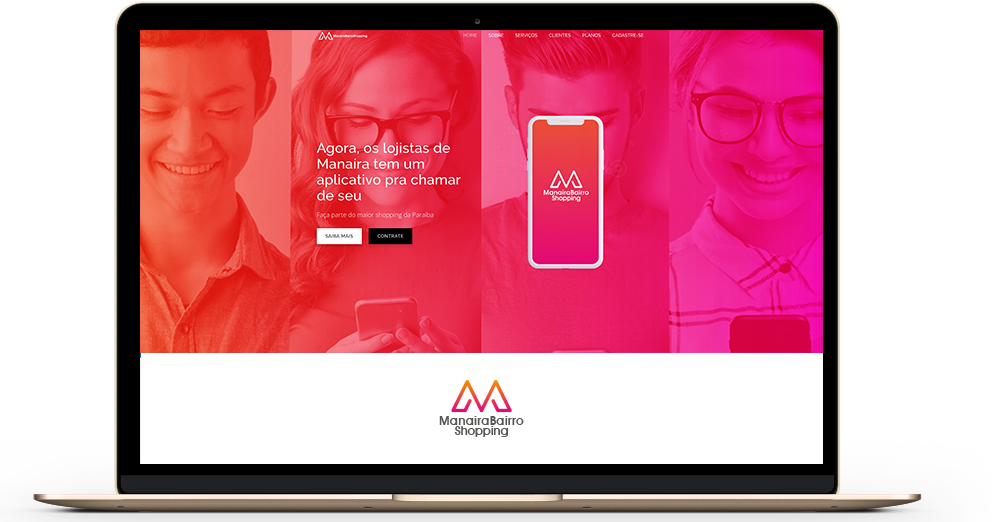 ManairaBairroShopping
HOME SOBRE SERVIÇOS CLIENTES PLANOS CADASTRE-SE
Agora, os lojistas de
Manaíra tem um
aplicativo pra chamar
de seu
Faça parte do maior shopping da Paraíba
SAIBA MAIS CONTRATE
ManairaBairro
Shopping
ManairaBairro
Shopping